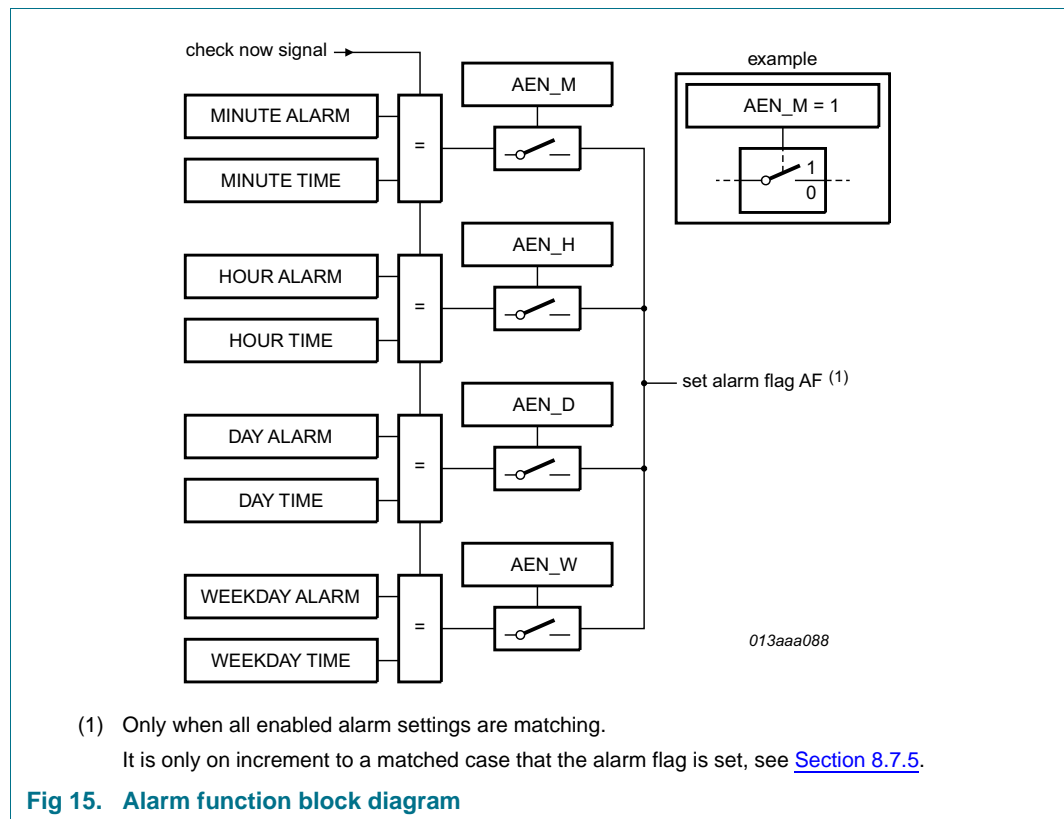 check now signal
example
AEN_M
AEN_M = 1
MINUTE ALARM
=
MINUTE TIME
1
0
AEN_H
HOUR ALARM
=
HOUR TIME
set alarm flag AF (1)
AEN_D
DAY ALARM
=
DAY TIME
AEN_W
WEEKDAY ALARM
=
WEEKDAY TIME
013aaa088
(1) Only when all enabled alarm settings are matching.
It is only on increment to a matched case that the alarm flag is set, see Section 8.7.5.
Fig 15. Alarm function block diagram